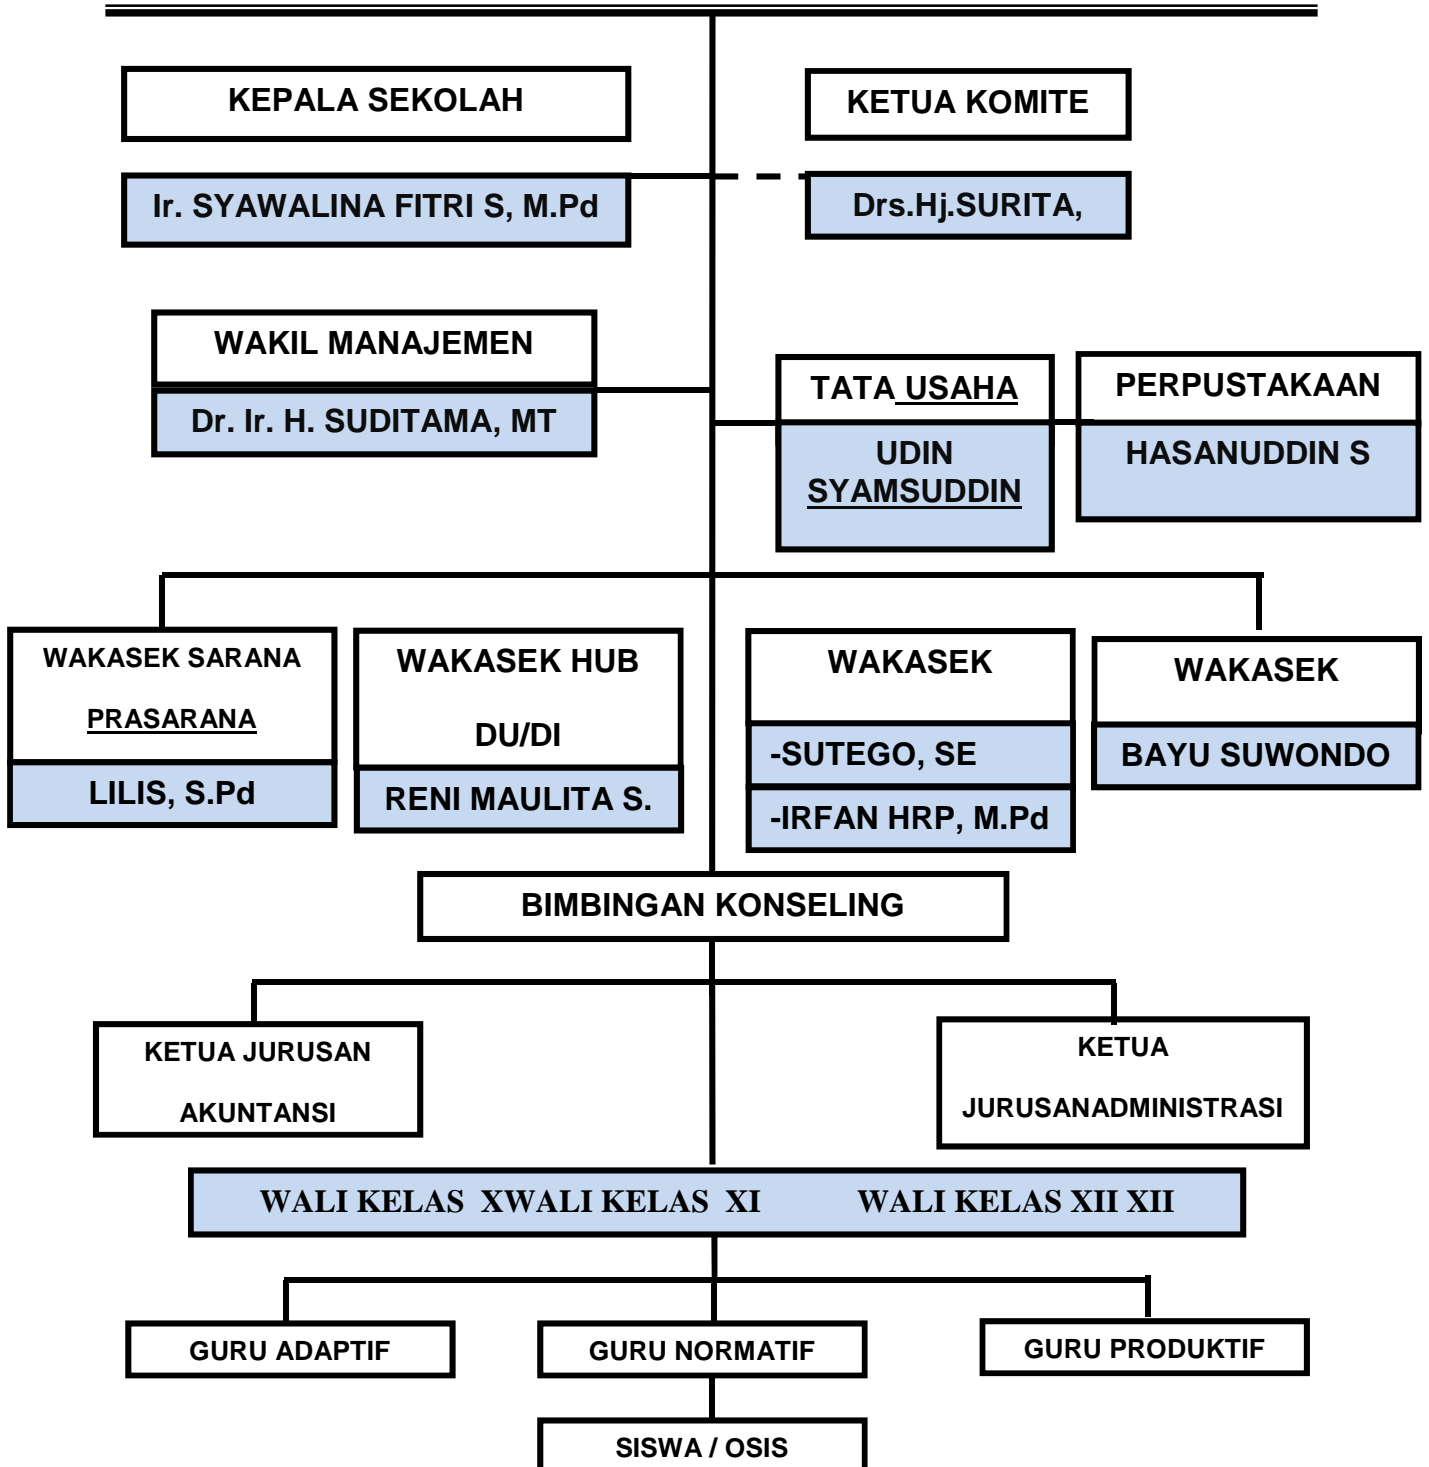 KEPALA SEKOLAH
KETUA KOMITE
Ir. SYAWALINA FITRI S, M.Pd
Drs.Hj.SURITA,
WAKIL MANAJEMEN
Dr. Ir. H. SUDITAMA, MT
TATA USAHA
UDIN
SYAMSUDDIN
PERPUSTAKAAN
HASANUDDIN S
WAKASEK SARANA
PRASARANA
LILIS, S.Pd
WAKASEK HUB
DU/DI
RENI MAULITA S.
WAKASEK
-SUTEGO, SE
-IRFAN HRP, M.Pd
WAKASEK
BAYU SUWONDO
BIMBINGAN KONSELING
KETUA JURUSAN
AKUNTANSI
KETUA
JURUSANADMINISTRASI
WALI KELAS XWALI KELAS XI WALI KELAS XII XII
GURU ADAPTIF
GURU NORMATIF
GURU PRODUKTIF
SISWA / OSIS